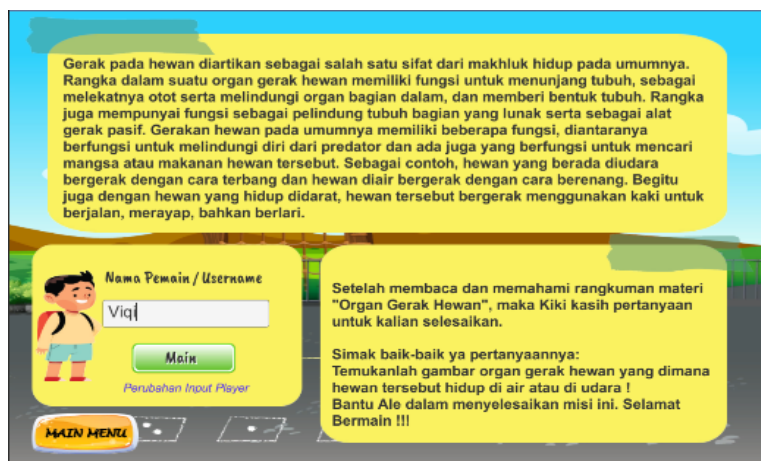 Gerak pada hewan diartikan sebagai salah satu sifat dari makhluk hidup pada umumnya.
Rangka dalam suatu organ gerak hewan memiliki fungsi untuk menunjang tubuh, sebagai
melekatnya otot serta melindungi organ bagian dalam, dan memberi bentuk tubuh. Rangka
juga mempunyai fungsi sebagai pelindung tubuh bagian yang lunak serta sebagai alat
gerak pasif. Gerakan hewan pada umumnya memiliki beberapa fungsi, diantaranya
berfungsi untuk melindungi diri dari predator dan ada juga yang berfungsi untuk mencari
mangsa atau makanan hewan tersebut. Sebagai contoh, hewan yang berada diudara
bergerak dengan cara terbang dan hewan diair bergerak dengan cara berenang. Begitu
juga dengan hewan yang hidup didarat, hewan tersebut bergerak menggunakan kaki untuk
berjalan, merayap, bahkan berlari.
Nama Pemain / Username
Viqi
Main
Perubahan Input Player
MAIN MENU
Setelah membaca dan memahami rangkuman materi
"Organ Gerak Hewan", maka Kiki kasih pertanyaan
untuk kalian selesaikan.
Simak baik-baik ya pertanyaannya:
Temukanlah gambar organ gerak hewan yang dimana
hewan tersebut hidup di air atau di udara !
Bantu Ale dalam menyelesaikan misi ini. Selamat
Bermain !!!